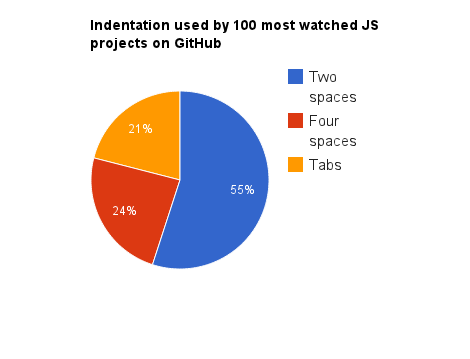 Indentation used by 100 most watched JS
projects on GitHub
Two
spaces
Four
spaces
Tabs
21%
55%
24%